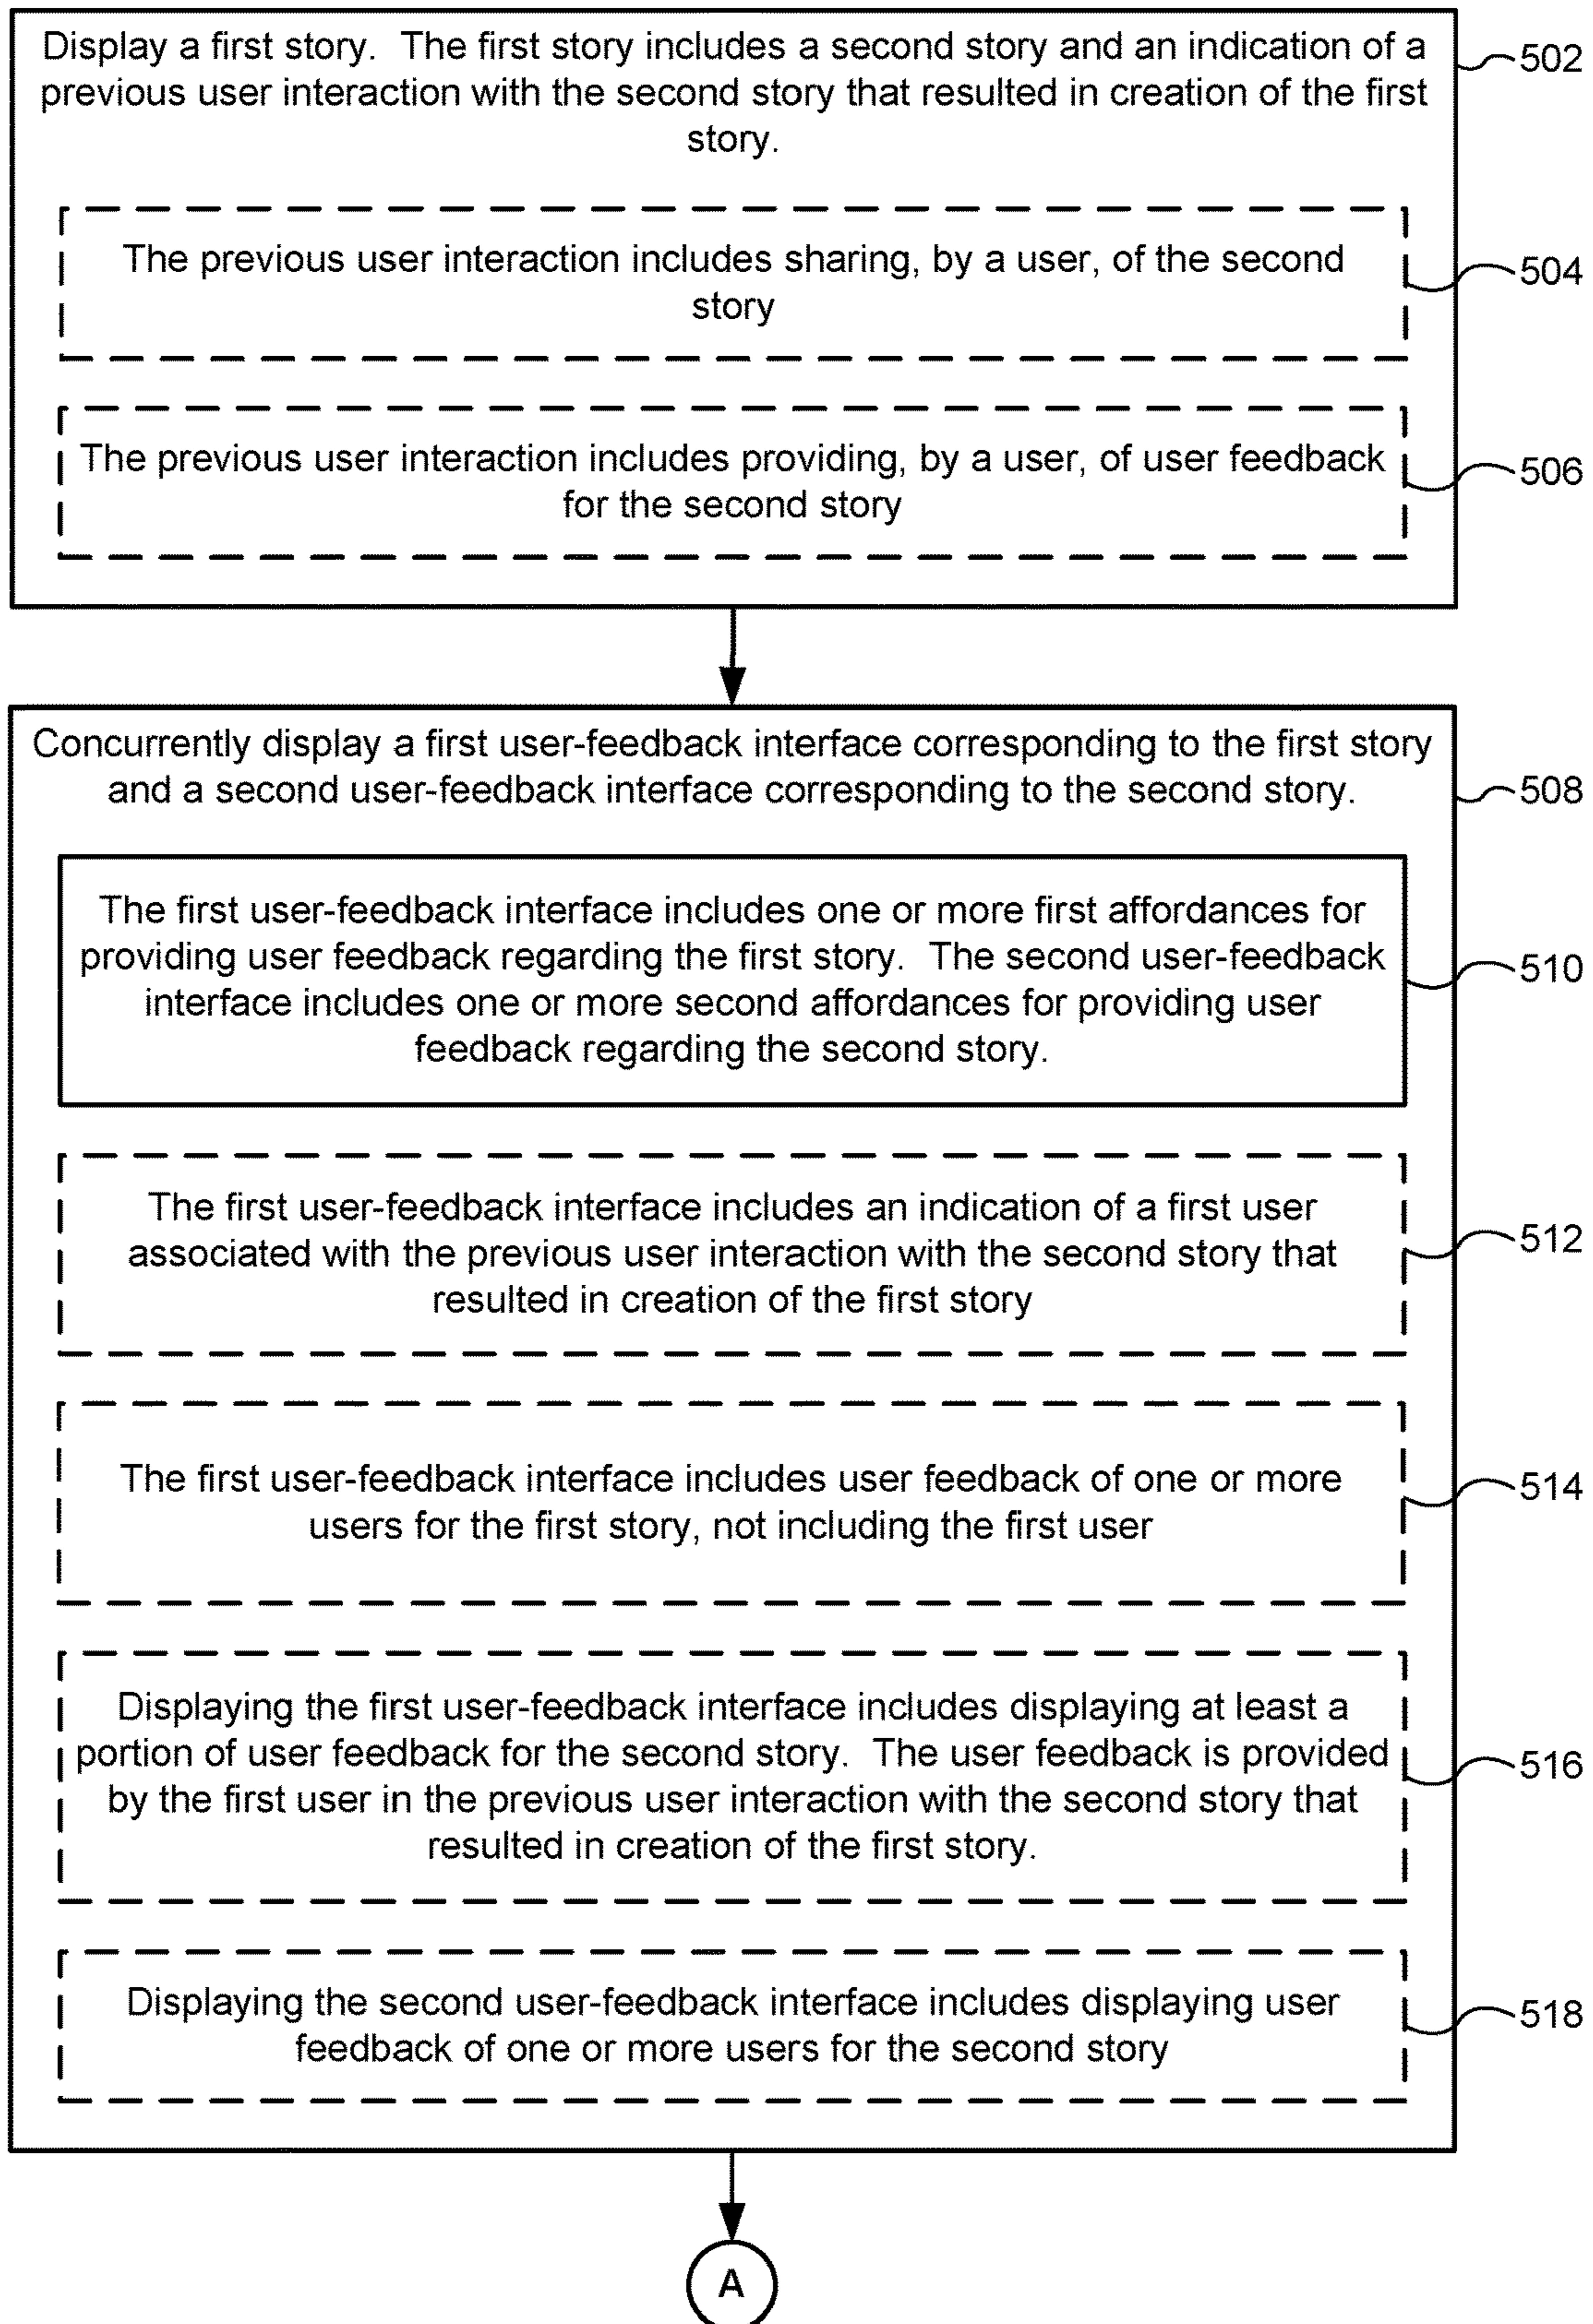 Display a first story. The first story includes a second story and an indication of a
previous user interaction with the second story that resulted in creation of the first
story.
502
The previous user interaction includes sharing, by a user, of the second
story
504
The previous user interaction includes providing, by a user, of user feedback
for the second story
506
Concurrently display a first user-feedback interface corresponding to the first story
and a second user-feedback interface corresponding to the second story.
508
The first user-feedback interface includes one or more first affordances for
providing user feedback regarding the first story. The second user-feedback
interface includes one or more second affordances for providing user
feedback regarding the second story.
510
The first user-feedback interface includes an indication of a first user
associated with the previous user interaction with the second story that
resulted in creation of the first story
512
The first user-feedback interface includes user feedback of one or more
users for the first story, not including the first user
514
Displaying the first user-feedback interface includes displaying at least a
portion of user feedback for the second story. The user feedback is provided
by the first user in the previous user interaction with the second story that
resulted in creation of the first story.
516
Displaying the second user-feedback interface includes displaying user
feedback of one or more users for the second story
518
A